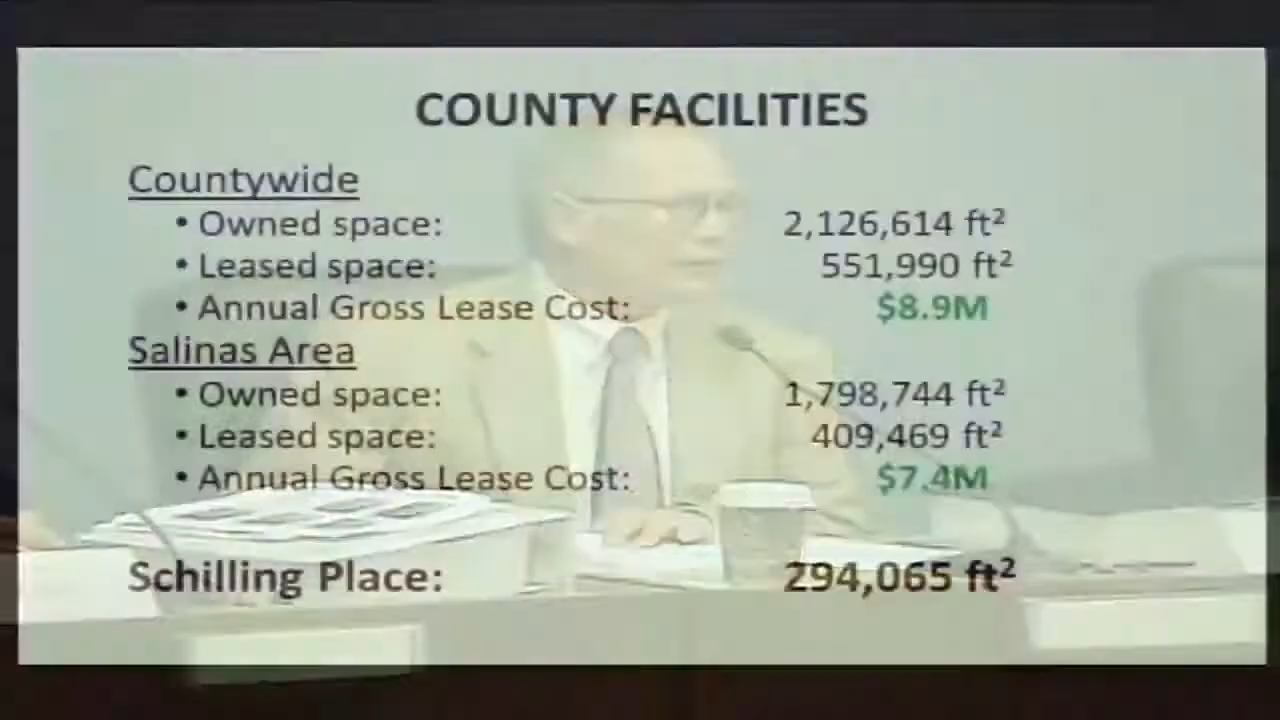 COUNTY FACILITIES
Countywide
• Owned space: 2,126,614 ft²
• Leased space: 551,990 ft²
• Annual Gross Lease Cost: $8.9M
Salinas Area
• Owned space: 1,798,744 ft²
• Leased space: 409,469 ft²
• Annual Gross Lease Cost: $7.4M
Schilling Place: 294,065 ft²